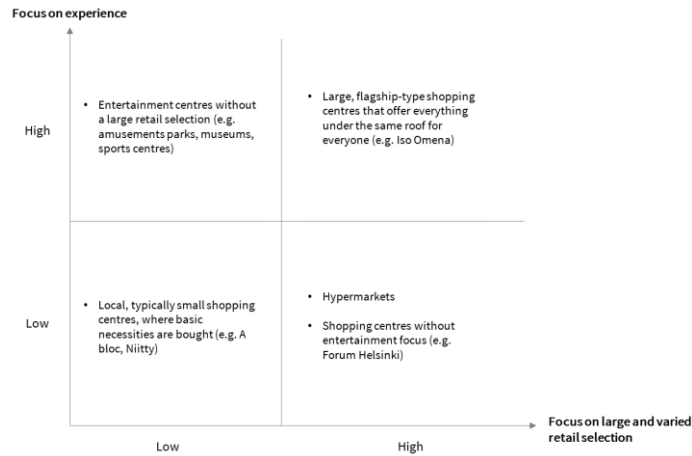 Focus on experience
High
• Entertainment centres without
a large retail selection (e.g.
amusements parks, museums,
sports centres)
• Large, flagship-type shopping
centres that offer everything
under the same roof for
everyone (e.g. Iso Omena)
Low
• Local, typically small shopping
centres, where basic
necessities are bought (e.g. A
bloc, Niitty)
• Hypermarkets
• Shopping centres without
entertainment focus (e.g.
Forum Helsinki)
Low
High
Focus on large and varied
retail selection